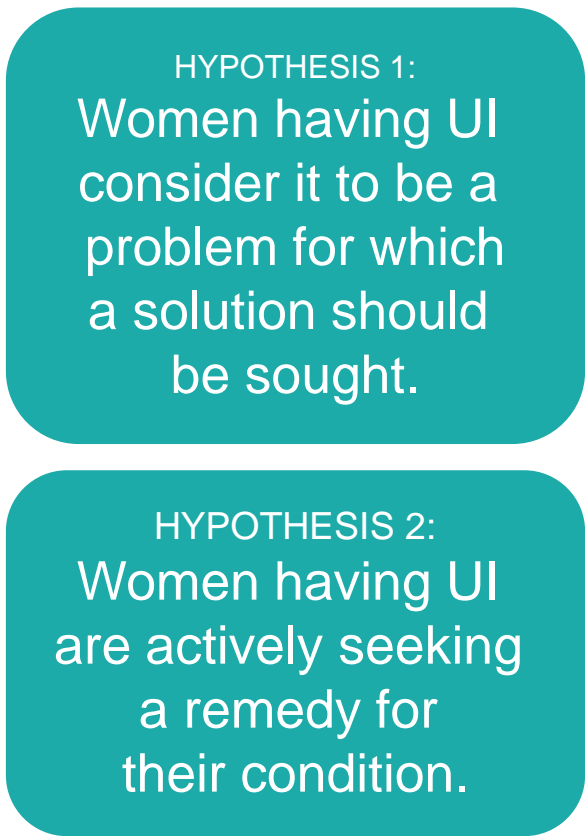 HYPOTHESIS 1:
Women having UI
consider it to be a
problem for which
a solution should
be sought.
HYPOTHESIS 2:
Women having UI
are actively seeking
a remedy for
their condition.